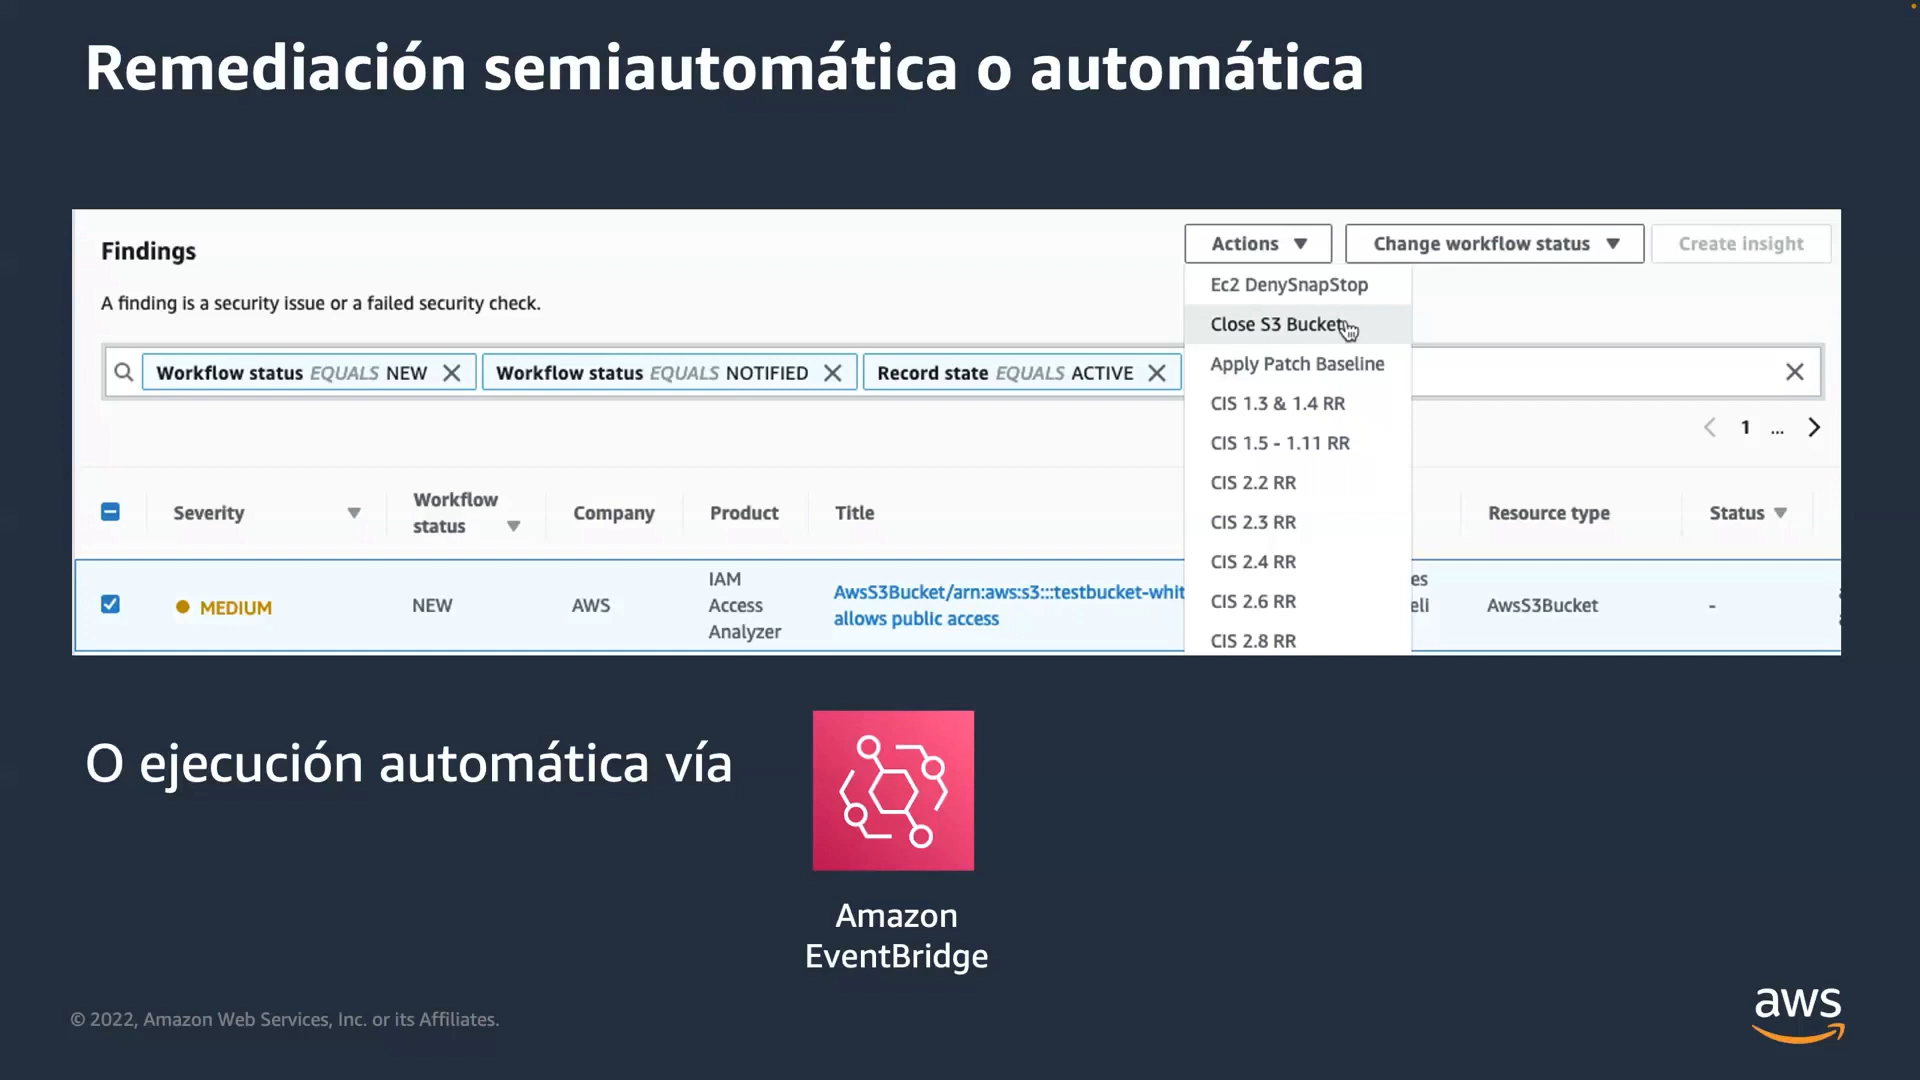 Remediación semiautomática o automática
Findings
Actions
Change workflow status
Create insight
A finding is a security issue or a failed security check.
Ec2 DenySnapStop
Close S3 Bucket
Apply Patch Baseline
CIS 1.3 & 1.4 RR
CIS 1.5 - 1.11 RR
CIS 2.2 RR
CIS 2.3 RR
CIS 2.4 RR
CIS 2.6 RR
CIS 2.8 RR
Workflow status EQUALS NEW
Workflow status EQUALS NOTIFIED
Record state EQUALS ACTIVE
1 ...
Severity
Workflow
status
Company
Product
Title
Resource type
Status
MEDIUM
NEW
AWS
IAM
Access
Analyzer
AwsS3Bucket/arn:aws:s3:::testbucket-whit
allows public access
es
eli
AwsS3Bucket
-
O ejecución automática vía
Amazon
EventBridge
© 2022, Amazon Web Services, Inc. or its Affiliates.
aws